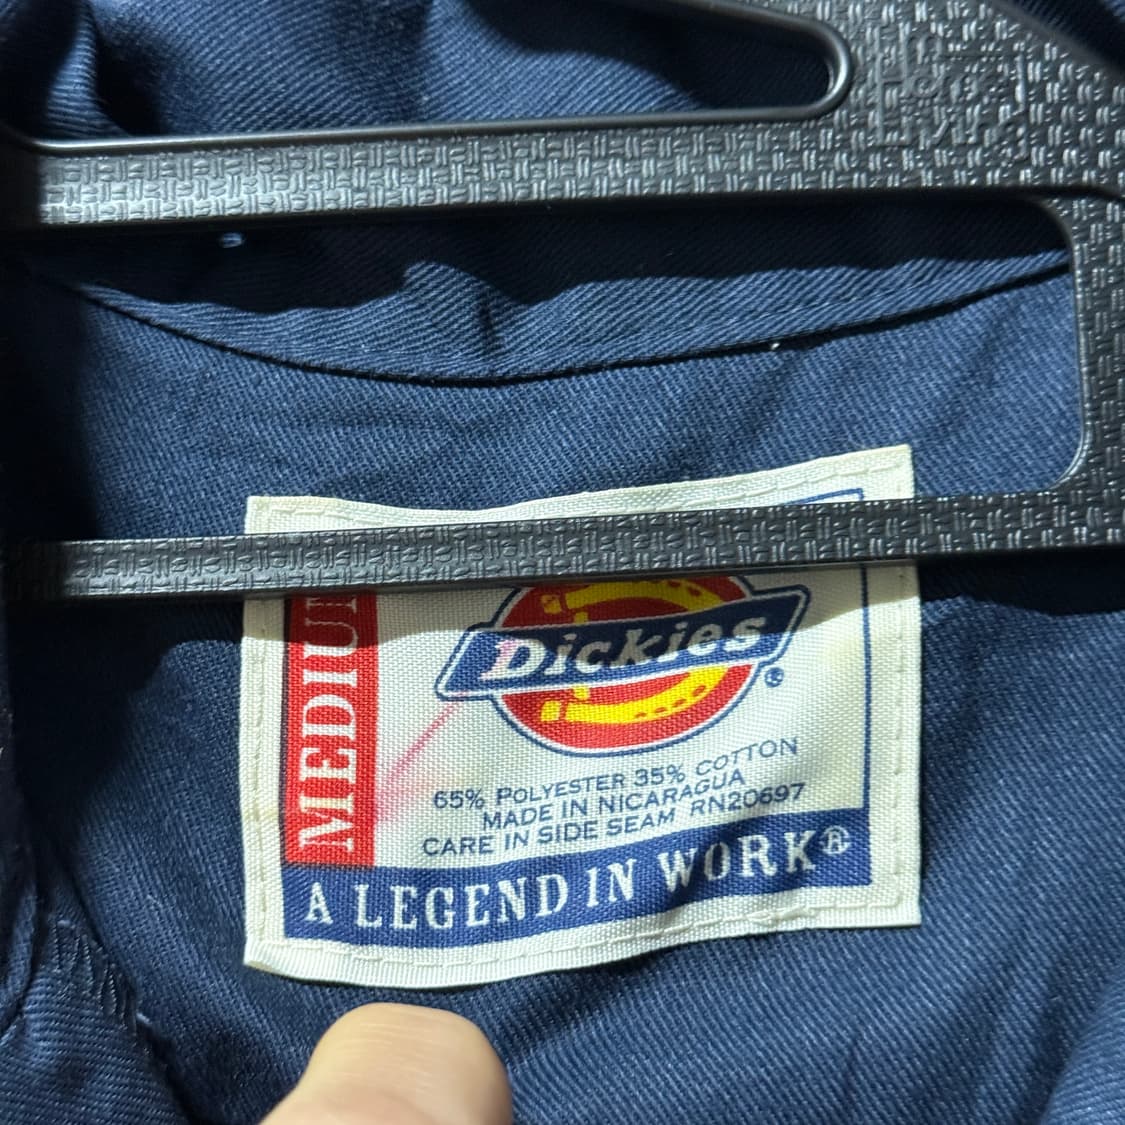 MEDIUM
Dickies®
65% POLYESTER 35% COTTON
MADE IN NICARAGUA
CARE IN SIDE SEAM RN20697
A LEGEND IN WORK®